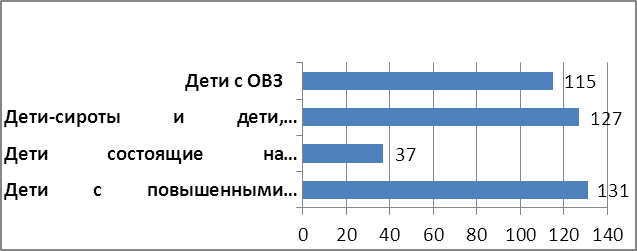 Дети с ОВЗ 115
Дети-сироты и дети,... 127
Дети состоящие на... 37
Дети с повышенными... 131
0 20 40 60 80 100 120 140